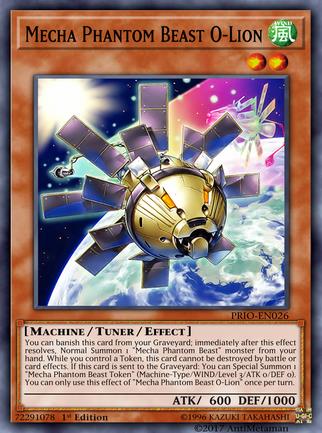 MECHA PHANTOM BEAST O-LION
WIND
風
PRIO-EN026
[MACHINE / TUNER / EFFECT]
You can banish this card from your Graveyard; immediately after this effect
resolves, Normal Summon 1 "Mecha Phantom Beast" monster from your
hand. While you control a Token, this card cannot be destroyed by battle or
card effects. If this card is sent to the Graveyard: You can Special Summon 1
"Mecha Phantom Beast Token" (Machine-Type/WIND/Level 3/ATK 0/DEF 0).
You can only use this effect of "Mecha Phantom Beast O-Lion" once per turn.
ATK/ 600 DEF/1000
72291078 1st Edition ©1996 KAZUKI TAKAHASHI
©2017 AntiMetaman